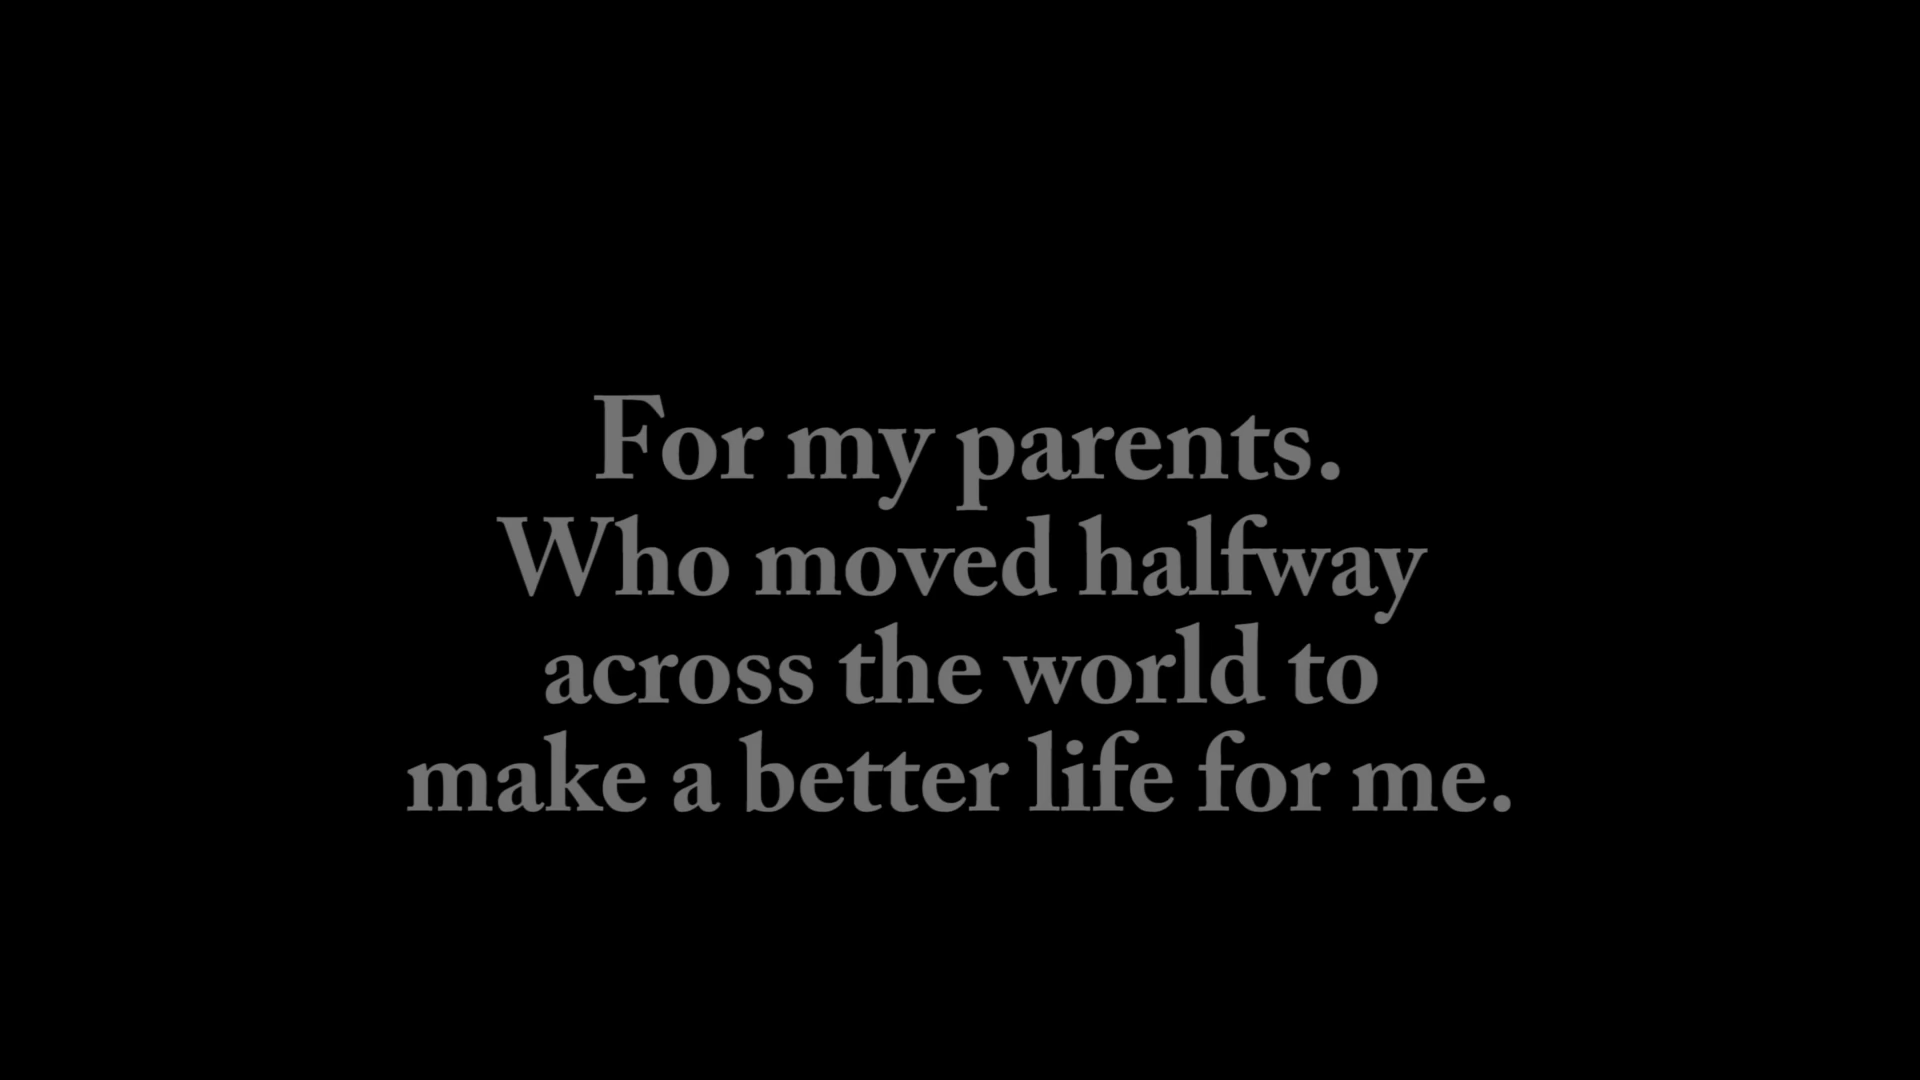 For my parents.
Who moved halfway
across the world to
make a better life for me.